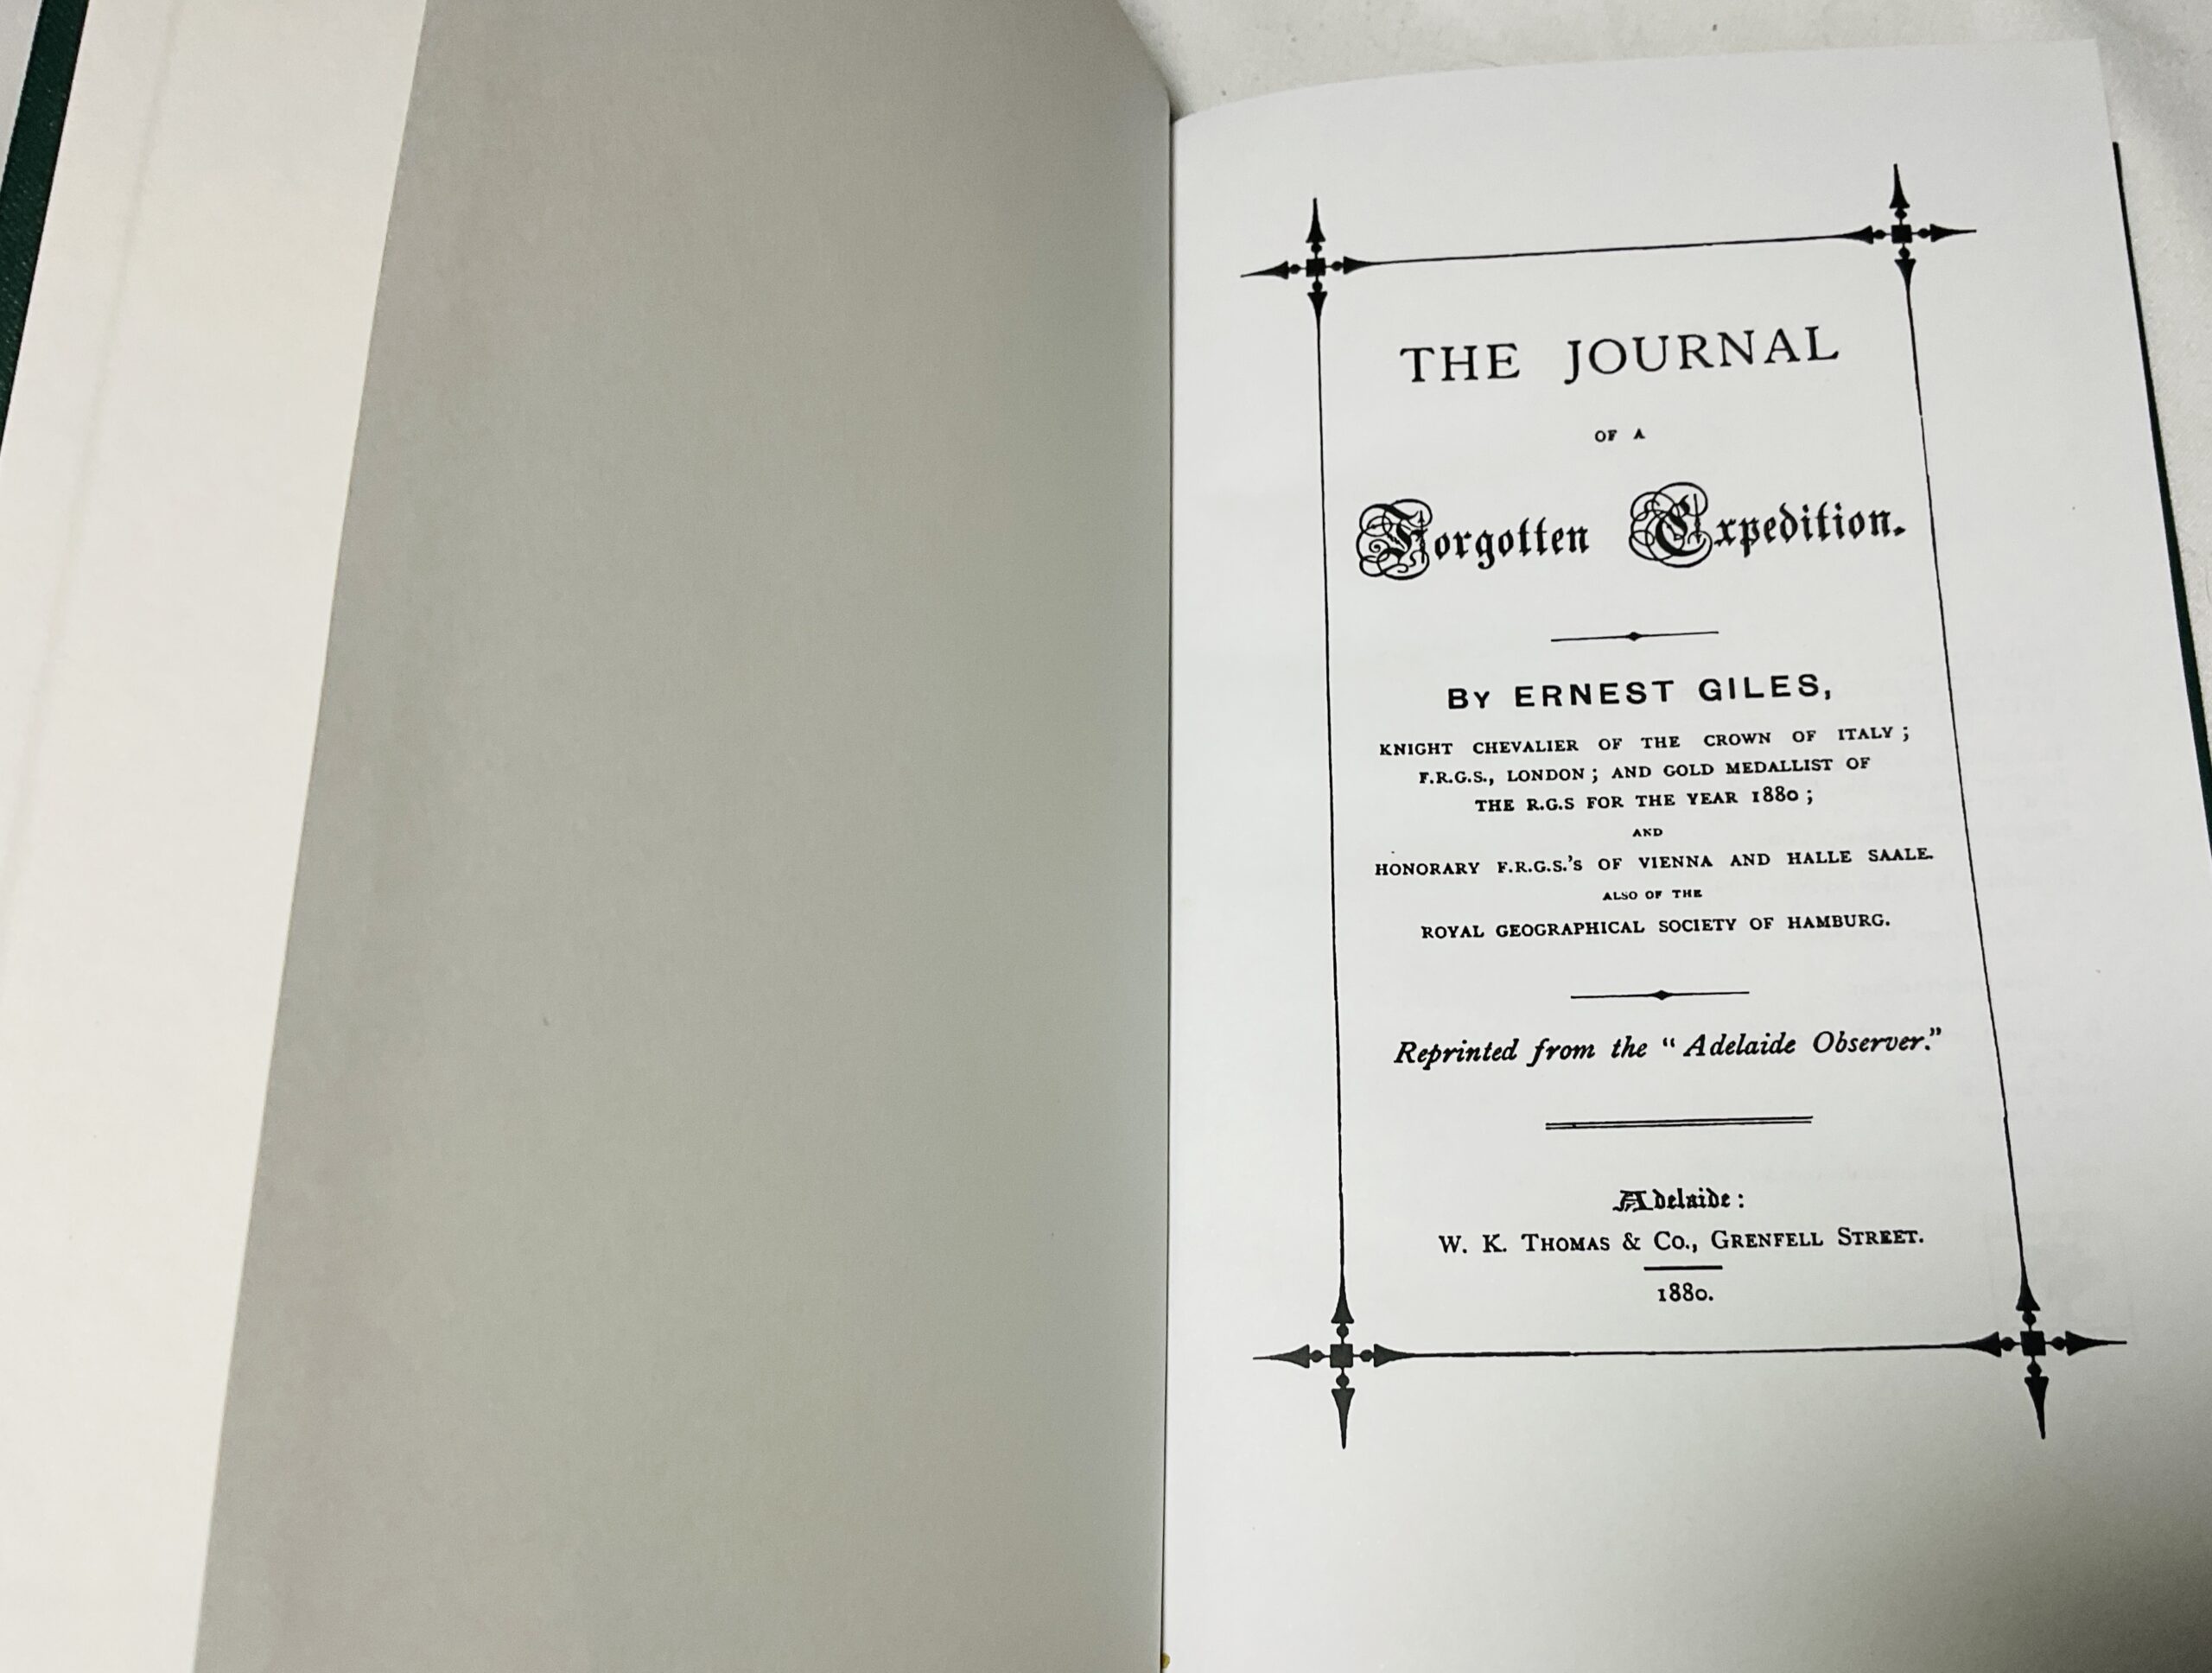 THE JOURNAL
OF A
Forgotten Expedition.
BY ERNEST GILES,
KNIGHT CHEVALIER OF THE CROWN OF ITALY ;
F.R.G.S., LONDON ; AND GOLD MEDALLIST OF
THE R.G.S FOR THE YEAR 1880 ;
AND
HONORARY F.R.G.S.'S OF VIENNA AND HALLE SAALE.
ALSO OF THE
ROYAL GEOGRAPHICAL SOCIETY OF HAMBURG.
Reprinted from the “ Adelaide Observer.”
Adelaide :
W. K. THOMAS & CO., GRENFELL STREET.
1880.